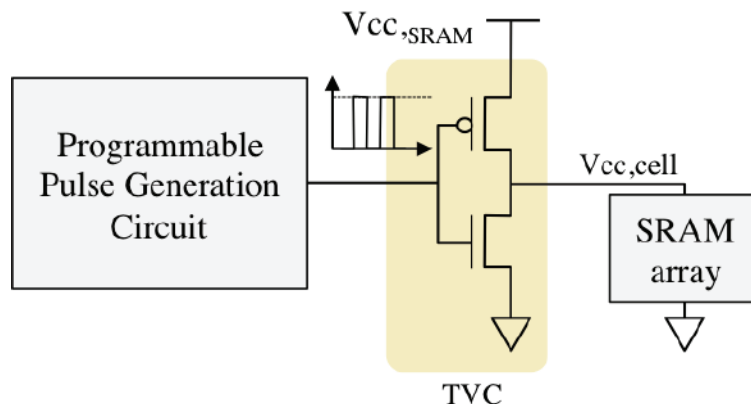 Vcc,SRAM
Programmable
Pulse Generation
Circuit
Vcc,cell
SRAM
array
TVC